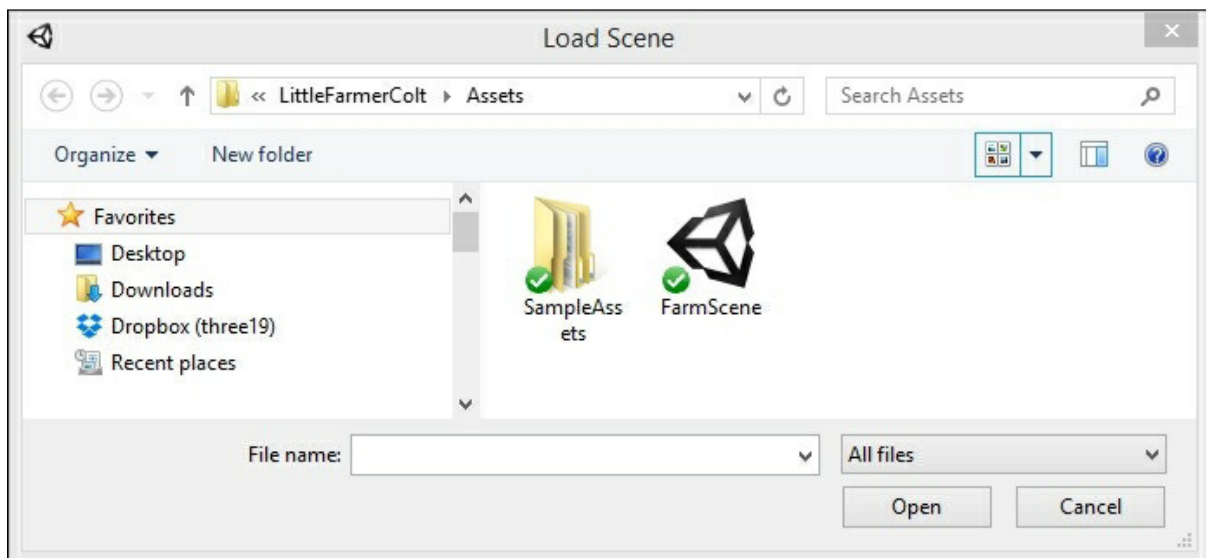 Load Scene
« LittleFarmerColt Assets
Search Assets
Organize
New folder
Favorites
Desktop
Downloads
Dropbox (three19)
Recent places
SampleAss
ets
FarmScene
File name:
All files
Open
Cancel